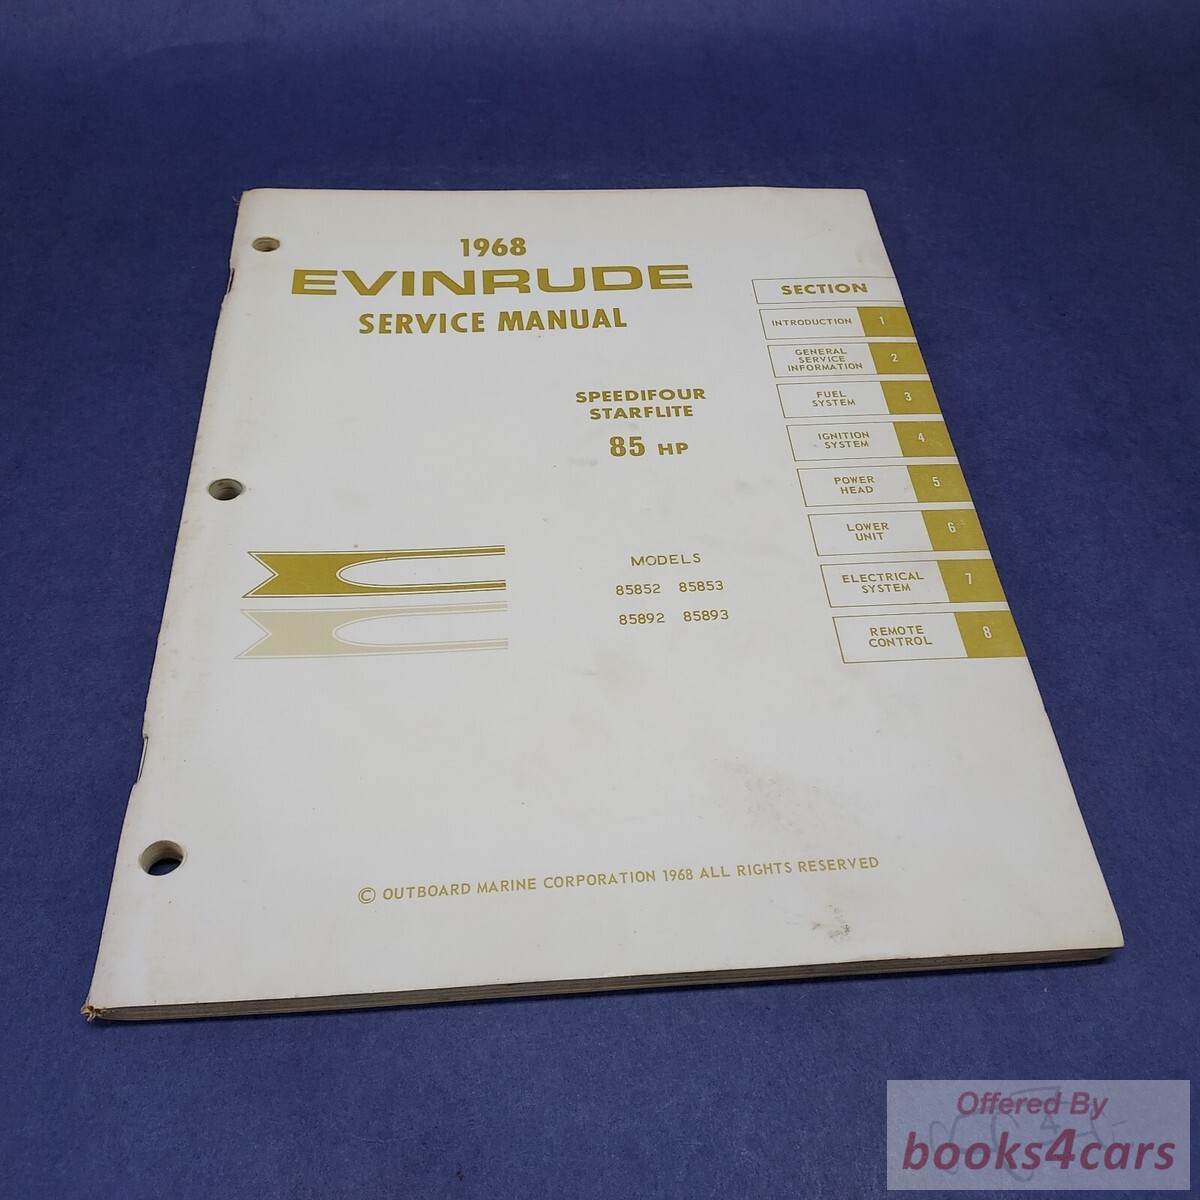 1968
EVINRUDE
SERVICE MANUAL
SPEEDIFOUR
STARFLITE
85 HP
MODELS
85852 85853
85892 85893
SECTION
INTRODUCTION 1
GENERAL
SERVICE
INFORMATION
2
FUEL
SYSTEM
3
IGNITION
SYSTEM
4
POWER
HEAD
5
LOWER
UNIT
6
ELECTRICAL
SYSTEM
7
REMOTE
CONTROL
8
© OUTBOARD MARINE CORPORATION 1968 ALL RIGHTS RESERVED
Offered By
books4cars